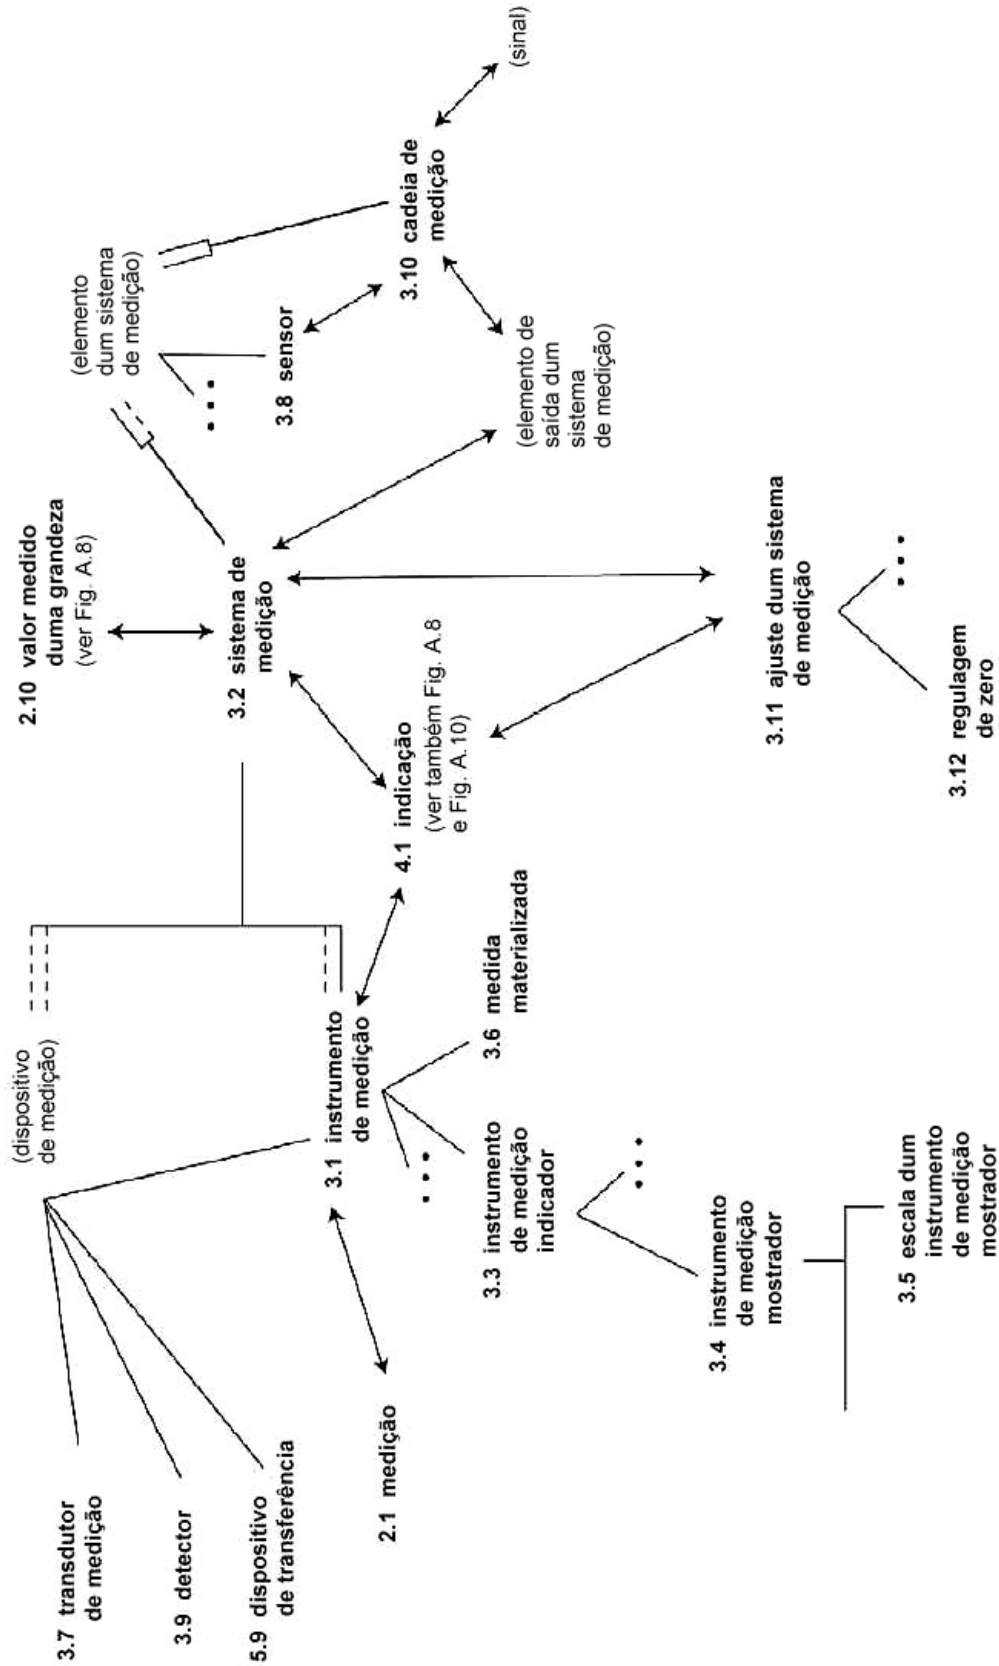 2.10 valor medido
duma grandeza
(ver Fig. A.8)
(dispositivo
de medição)
(elemento
dum sistema
de medição)
3.7 transdutor
de medição
3.9 detector
5.9 dispositivo
de transferência
3.2 sistema de
medição
3.8 sensor
3.1 instrumento
de medição
2.1 medição
4.1 indicação
(ver também Fig. A.8
e Fig. A.10)
3.10 cadeia de
medição
(sinal)
• • •
• • •
3.3 instrumento
de medição
indicador
3.6 medida
materializada
(elemento de
saída dum
sistema
de medição)
• • •
3.4 instrumento
de medição
mostrador
3.11 ajuste dum sistema
de medição
• • •
3.5 escala dum
instrumento
de medição
mostrador
3.12 regulagem
de zero